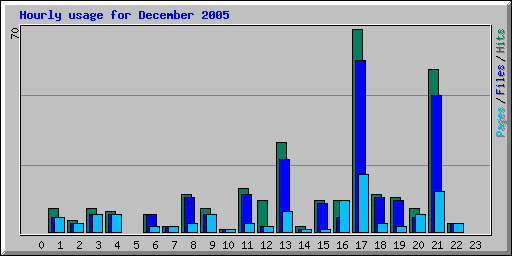 Hourly usage for December 2005
70
Pages / Files / Hits
0 1 2 3 4 5 6 7 8 9 10 11 12 13 14 15 16 17 18 19 20 21 22 23